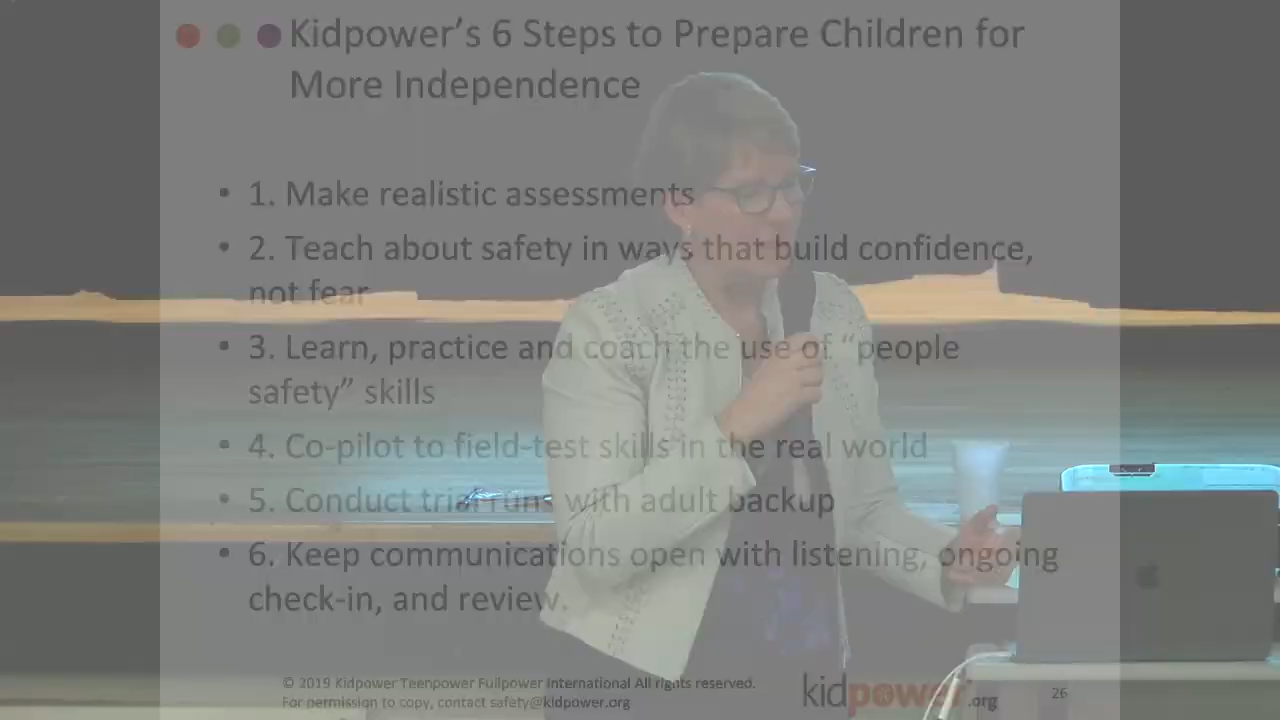 Kidpower’s 6 Steps to Prepare Children for
More Independence
• 1. Make realistic assessments
• 2. Teach about safety in ways that build confidence,
not fear
• 3. Learn, practice and coach the use of “people
safety” skills
• 4. Co-pilot to field-test skills in the real world
• 5. Conduct trial runs with adult backup
• 6. Keep communications open with listening, ongoing
check-in, and review.
© 2019 Kidpower Teenpower Fullpower International All rights reserved.
For permission to copy, contact safety@kidpower.org
kidpower.org
26